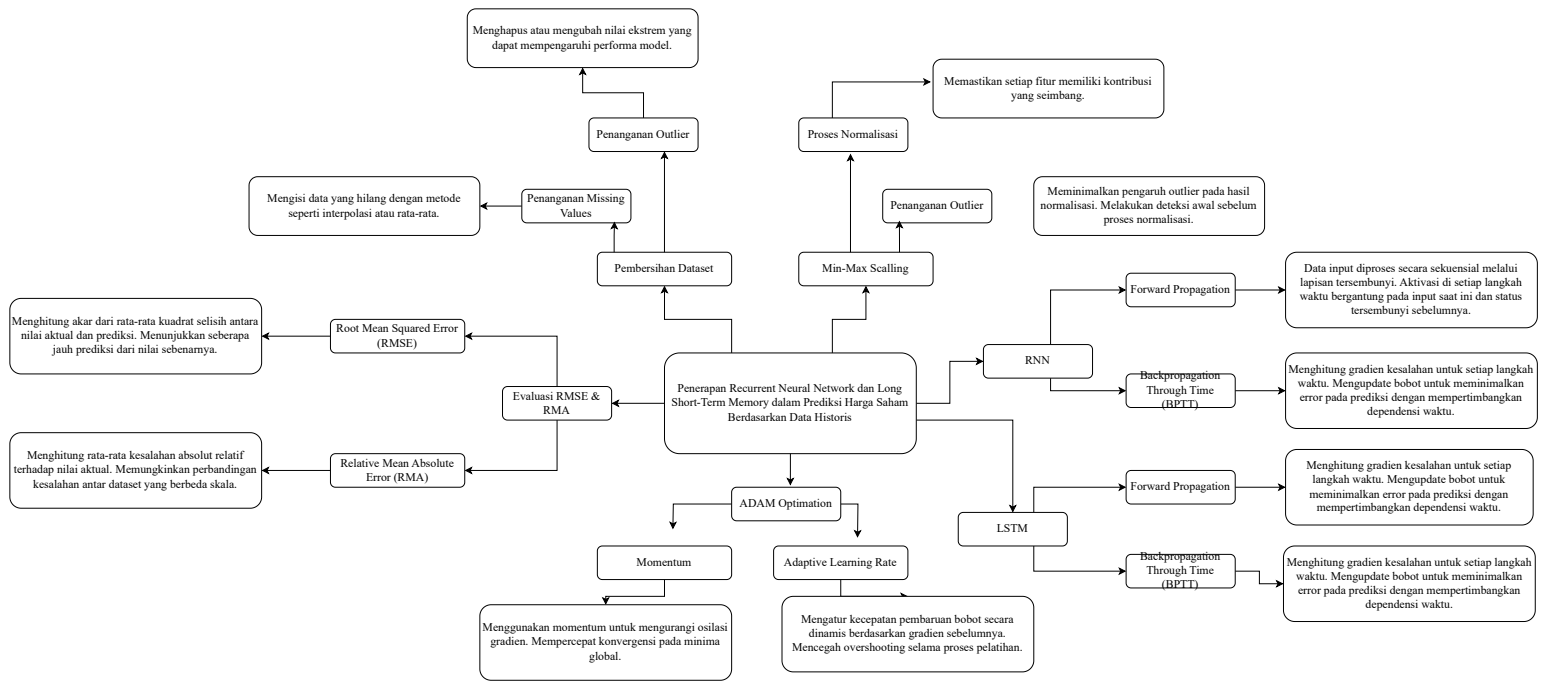 Menghapus atau mengubah nilai ekstrem yang
dapat mempengaruhi performa model.
Memastikan setiap fitur memiliki kontribusi
yang seimbang.
Penanganan Outlier
Proses Normalisasi
Mengisi data yang hilang dengan metode
seperti interpolasi atau rata-rata.
Penanganan Missing
Values
Penanganan Outlier
Meminimalkan pengaruh outlier pada hasil
normalisasi. Melakukan deteksi awal sebelum
proses normalisasi.
Pembersihan Dataset
Min-Max Scalling
Forward Propagation
Data input diproses secara sekuensial melalui
lapisan tersembunyi. Aktivasi di setiap langkah
waktu bergantung pada input saat ini dan status
tersembunyi sebelumnya.
Menghitung akar dari rata-rata kuadrat selisih antara
nilai aktual dan prediksi. Menunjukkan seberapa
jauh prediksi dari nilai sebenarnya.
Root Mean Squared Error
(RMSE)
RNN
Evaluasi RMSE &
RMA
Penerapan Recurrent Neural Network dan Long
Short-Term Memory dalam Prediksi Harga Saham
Berdasarkan Data Historis
Backpropagation
Through Time
(BPTT)
Menghitung gradien kesalahan untuk setiap langkah
waktu. Mengupdate bobot untuk meminimalkan
error pada prediksi dengan mempertimbangkan
dependensi waktu.
Menghitung rata-rata kesalahan absolut relatif
terhadap nilai aktual. Memungkinkan perbandingan
kesalahan antar dataset yang berbeda skala.
Relative Mean Absolute
Error (RMA)
Forward Propagation
Menghitung gradien kesalahan untuk setiap
langkah waktu. Mengupdate bobot untuk
meminimalkan error pada prediksi dengan
mempertimbangkan dependensi waktu.
ADAM Optimation
LSTM
Momentum
Adaptive Learning Rate
Backpropagation
Through Time
(BPTT)
Menghitung gradien kesalahan untuk setiap langkah
waktu. Mengupdate bobot untuk meminimalkan
error pada prediksi dengan mempertimbangkan
dependensi waktu.
Menggunakan momentum untuk mengurangi osilasi
gradien. Mempercepat konvergensi pada minima
global.
Mengatur kecepatan pembaruan bobot secara
dinamis berdasarkan gradien sebelumnya.
Mencegah overshooting selama proses pelatihan.